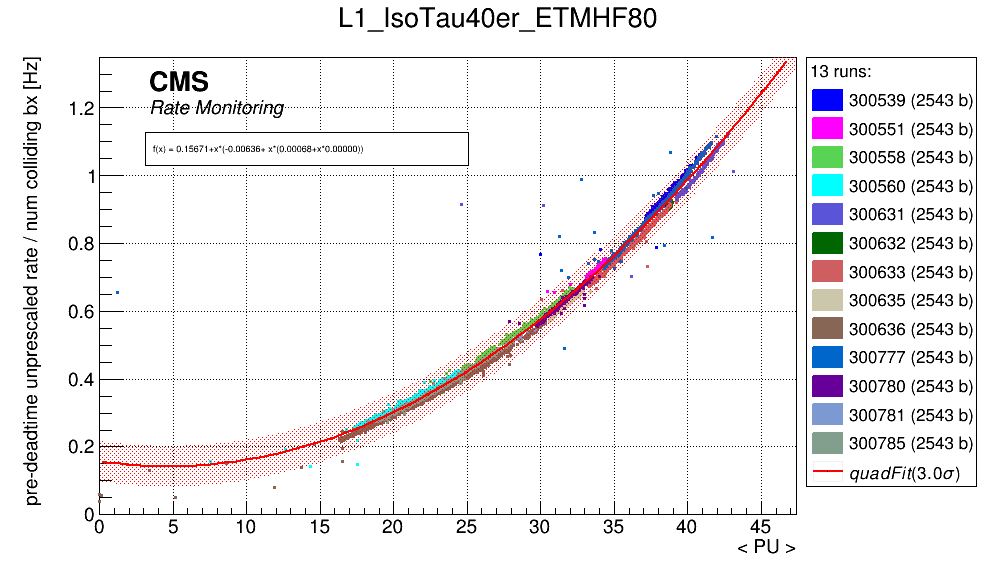 L1_IsoTau40er_ETMHF80
pre-deadtime unprescaled rate / num colliding bx [Hz]
CMS
Rate Monitoring
f(x) = 0.15671+x*(-0.00636+ x*(0.00068+x*0.00000))
1.2
1
0.8
0.6
0.4
0.2
0
0 5 10 15 20 25 30 35 40 45
< PU >
13 runs:
300539 (2543 b)
300551 (2543 b)
300558 (2543 b)
300560 (2543 b)
300631 (2543 b)
300632 (2543 b)
300633 (2543 b)
300635 (2543 b)
300636 (2543 b)
300777 (2543 b)
300780 (2543 b)
300781 (2543 b)
300785 (2543 b)
quadFit(3.0σ)